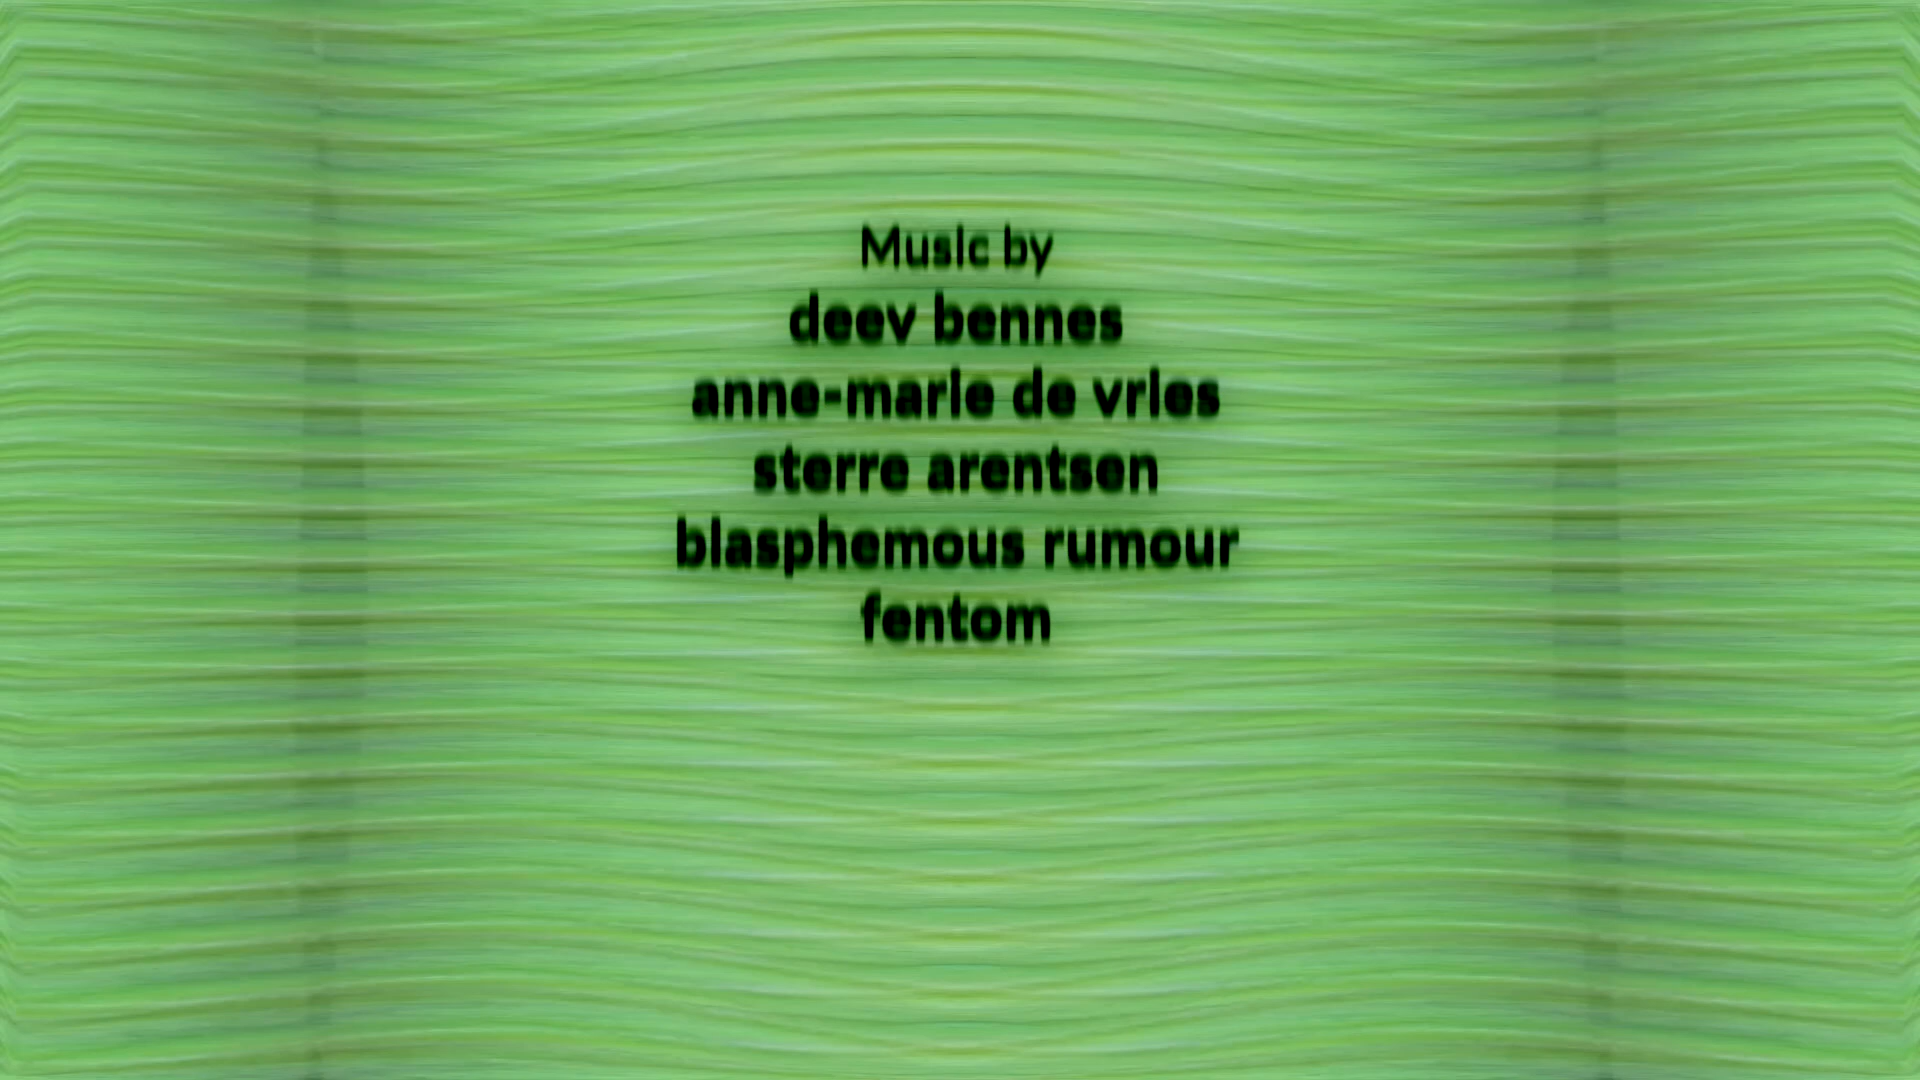 Music by
deev bennes
anne-marie de vries
sterre arentsen
blasphemous rumour
fentom